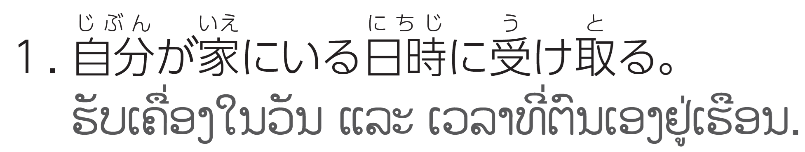 じぶん いえ にちじ う と
1．自分が家にいる日時に受け取る。
ຮັບເຄື່ອງໃນວັນ ແລະ ເວລາທີ່ຕົນເອງຢູ່ເຮືອນ.